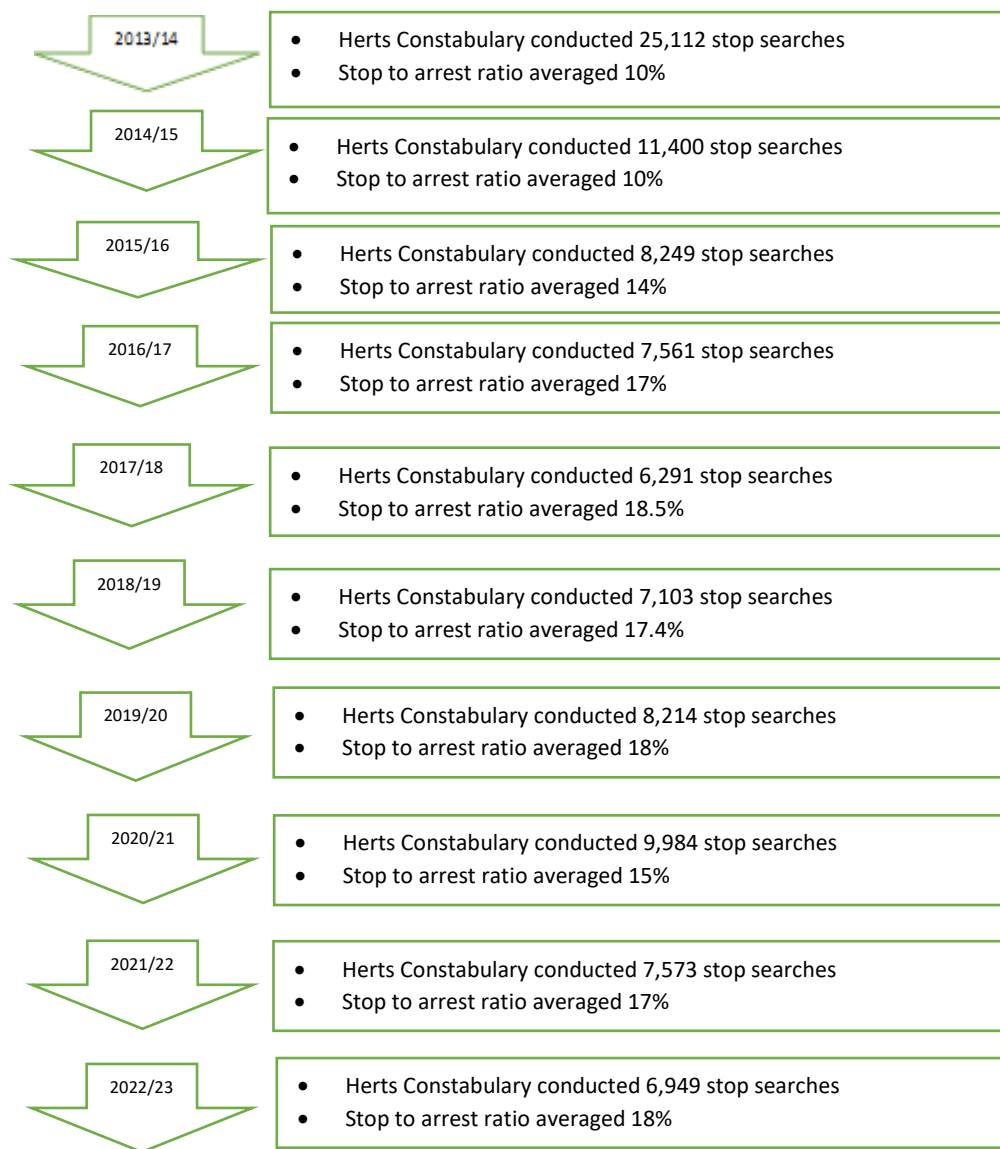 2013/14
• Herts Constabulary conducted 25,112 stop searches
• Stop to arrest ratio averaged 10%
2014/15
• Herts Constabulary conducted 11,400 stop searches
• Stop to arrest ratio averaged 10%
2015/16
• Herts Constabulary conducted 8,249 stop searches
• Stop to arrest ratio averaged 14%
2016/17
• Herts Constabulary conducted 7,561 stop searches
• Stop to arrest ratio averaged 17%
2017/18
• Herts Constabulary conducted 6,291 stop searches
• Stop to arrest ratio averaged 18.5%
2018/19
• Herts Constabulary conducted 7,103 stop searches
• Stop to arrest ratio averaged 17.4%
2019/20
• Herts Constabulary conducted 8,214 stop searches
• Stop to arrest ratio averaged 18%
2020/21
• Herts Constabulary conducted 9,984 stop searches
• Stop to arrest ratio averaged 15%
2021/22
• Herts Constabulary conducted 7,573 stop searches
• Stop to arrest ratio averaged 17%
2022/23
• Herts Constabulary conducted 6,949 stop searches
• Stop to arrest ratio averaged 18%